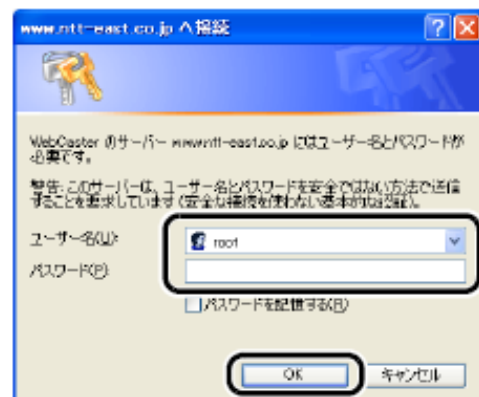 www.ntt-east.co.jp へ接続
WebCaster のサーバー www.ntt-east.co.jp にはユーザー名とパスワードが
必要です。
警告: このサーバーは、ユーザー名とパスワードを安全ではない方法で送信
することを要求しています (安全な接続を使わない基本的な認証)。
ユーザー名(U):
root
パスワード(P):
パスワードを記憶する(R)
OK
キャンセル